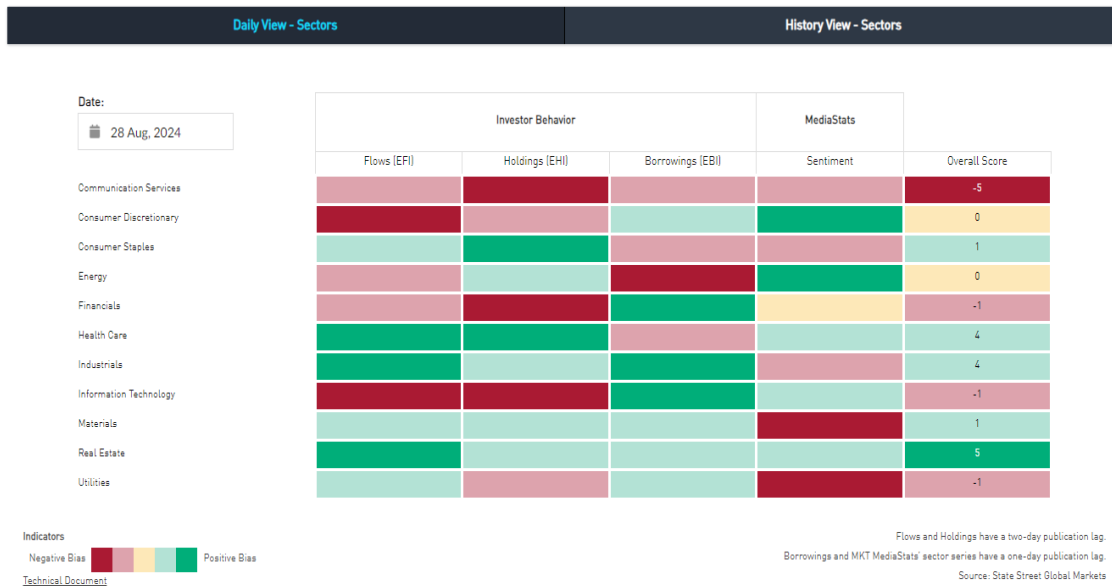 Daily View - Sectors History View - Sectors
Date:
28 Aug, 2024
Investor Behavior MediaStats
Flows (EFI) Holdings (EHI) Borrowings (EBI) Sentiment Overall Score
Communication Services -5
Consumer Discretionary 0
Consumer Staples 1
Energy 0
Financials -1
Health Care 4
Industrials 4
Information Technology -1
Materials 1
Real Estate 5
Utilities -1
Indicators
Negative Bias Positive Bias
Technical Document
Flows and Holdings have a two-day publication lag.
Borrowings and MKT MediaStats' sector series have a one-day publication lag.
Source: State Street Global Markets